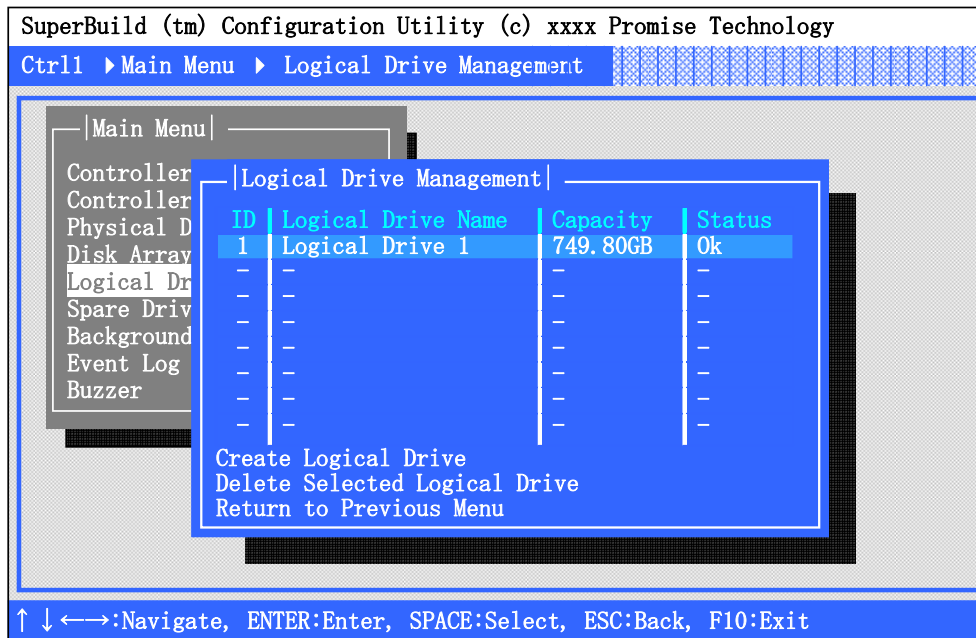 SuperBuild (tm) Configuration Utility (c) xxxx Promise Technology
Ctrl1 ▶Main Menu ▶ Logical Drive Management
|Main Menu|
Controller
Controller
Physical D
Disk Array
Logical Dr
Spare Driv
Background
Event Log
Buzzer
|Logical Drive Management|
ID Logical Drive Name Capacity Status
1 Logical Drive 1 749.80GB Ok
– – – –
– – – –
– – – –
– – – –
– – – –
– – – –
– – – –
Create Logical Drive
Delete Selected Logical Drive
Return to Previous Menu
↑↓←→:Navigate, ENTER:Enter, SPACE:Select, ESC:Back, F10:Exit